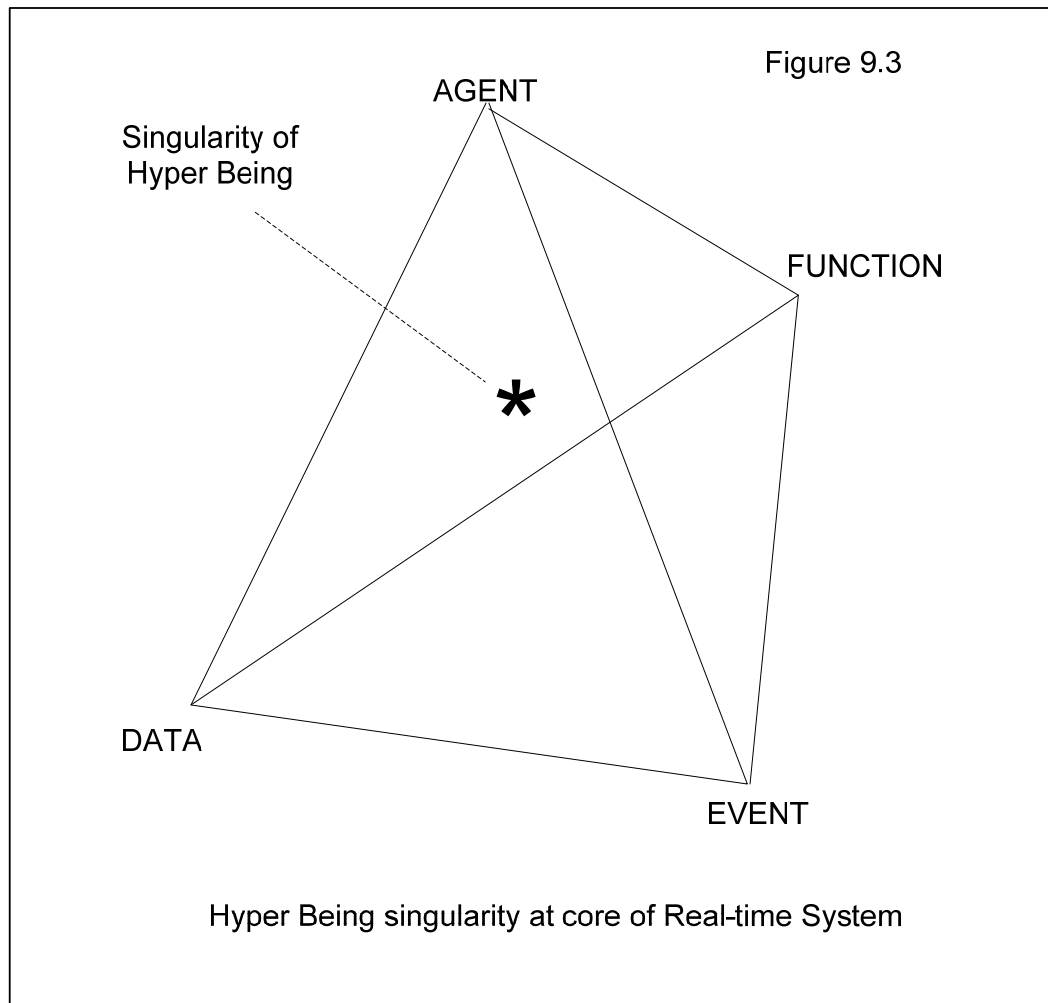 Figure 9.3
AGENT
Singularity of
Hyper Being
FUNCTION
*
DATA
EVENT
Hyper Being singularity at core of Real-time System